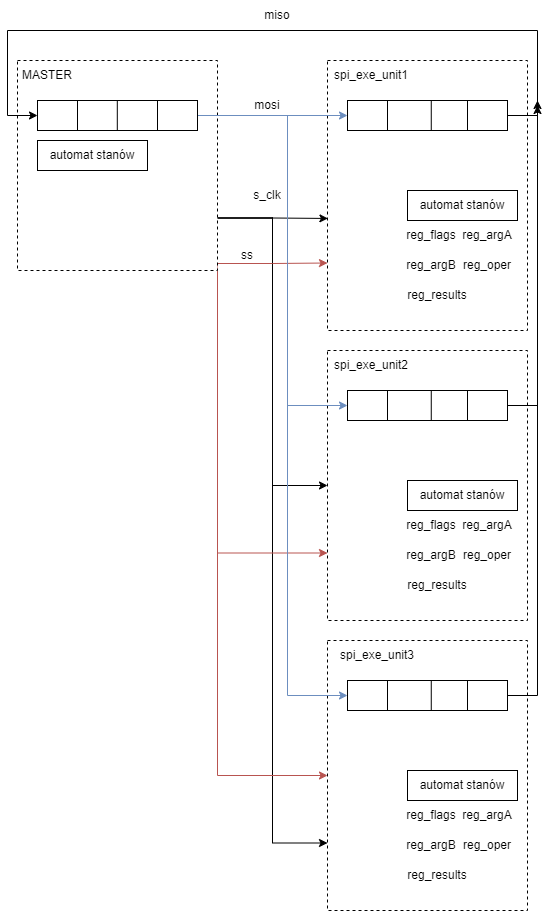 miso
MASTER
automat stanów
mosi
s_clk
ss
spi_exe_unit1
automat stanów
reg_flags reg_argA
reg_argB reg_oper
reg_results
spi_exe_unit2
automat stanów
reg_flags reg_argA
reg_argB reg_oper
reg_results
spi_exe_unit3
automat stanów
reg_flags reg_argA
reg_argB reg_oper
reg_results